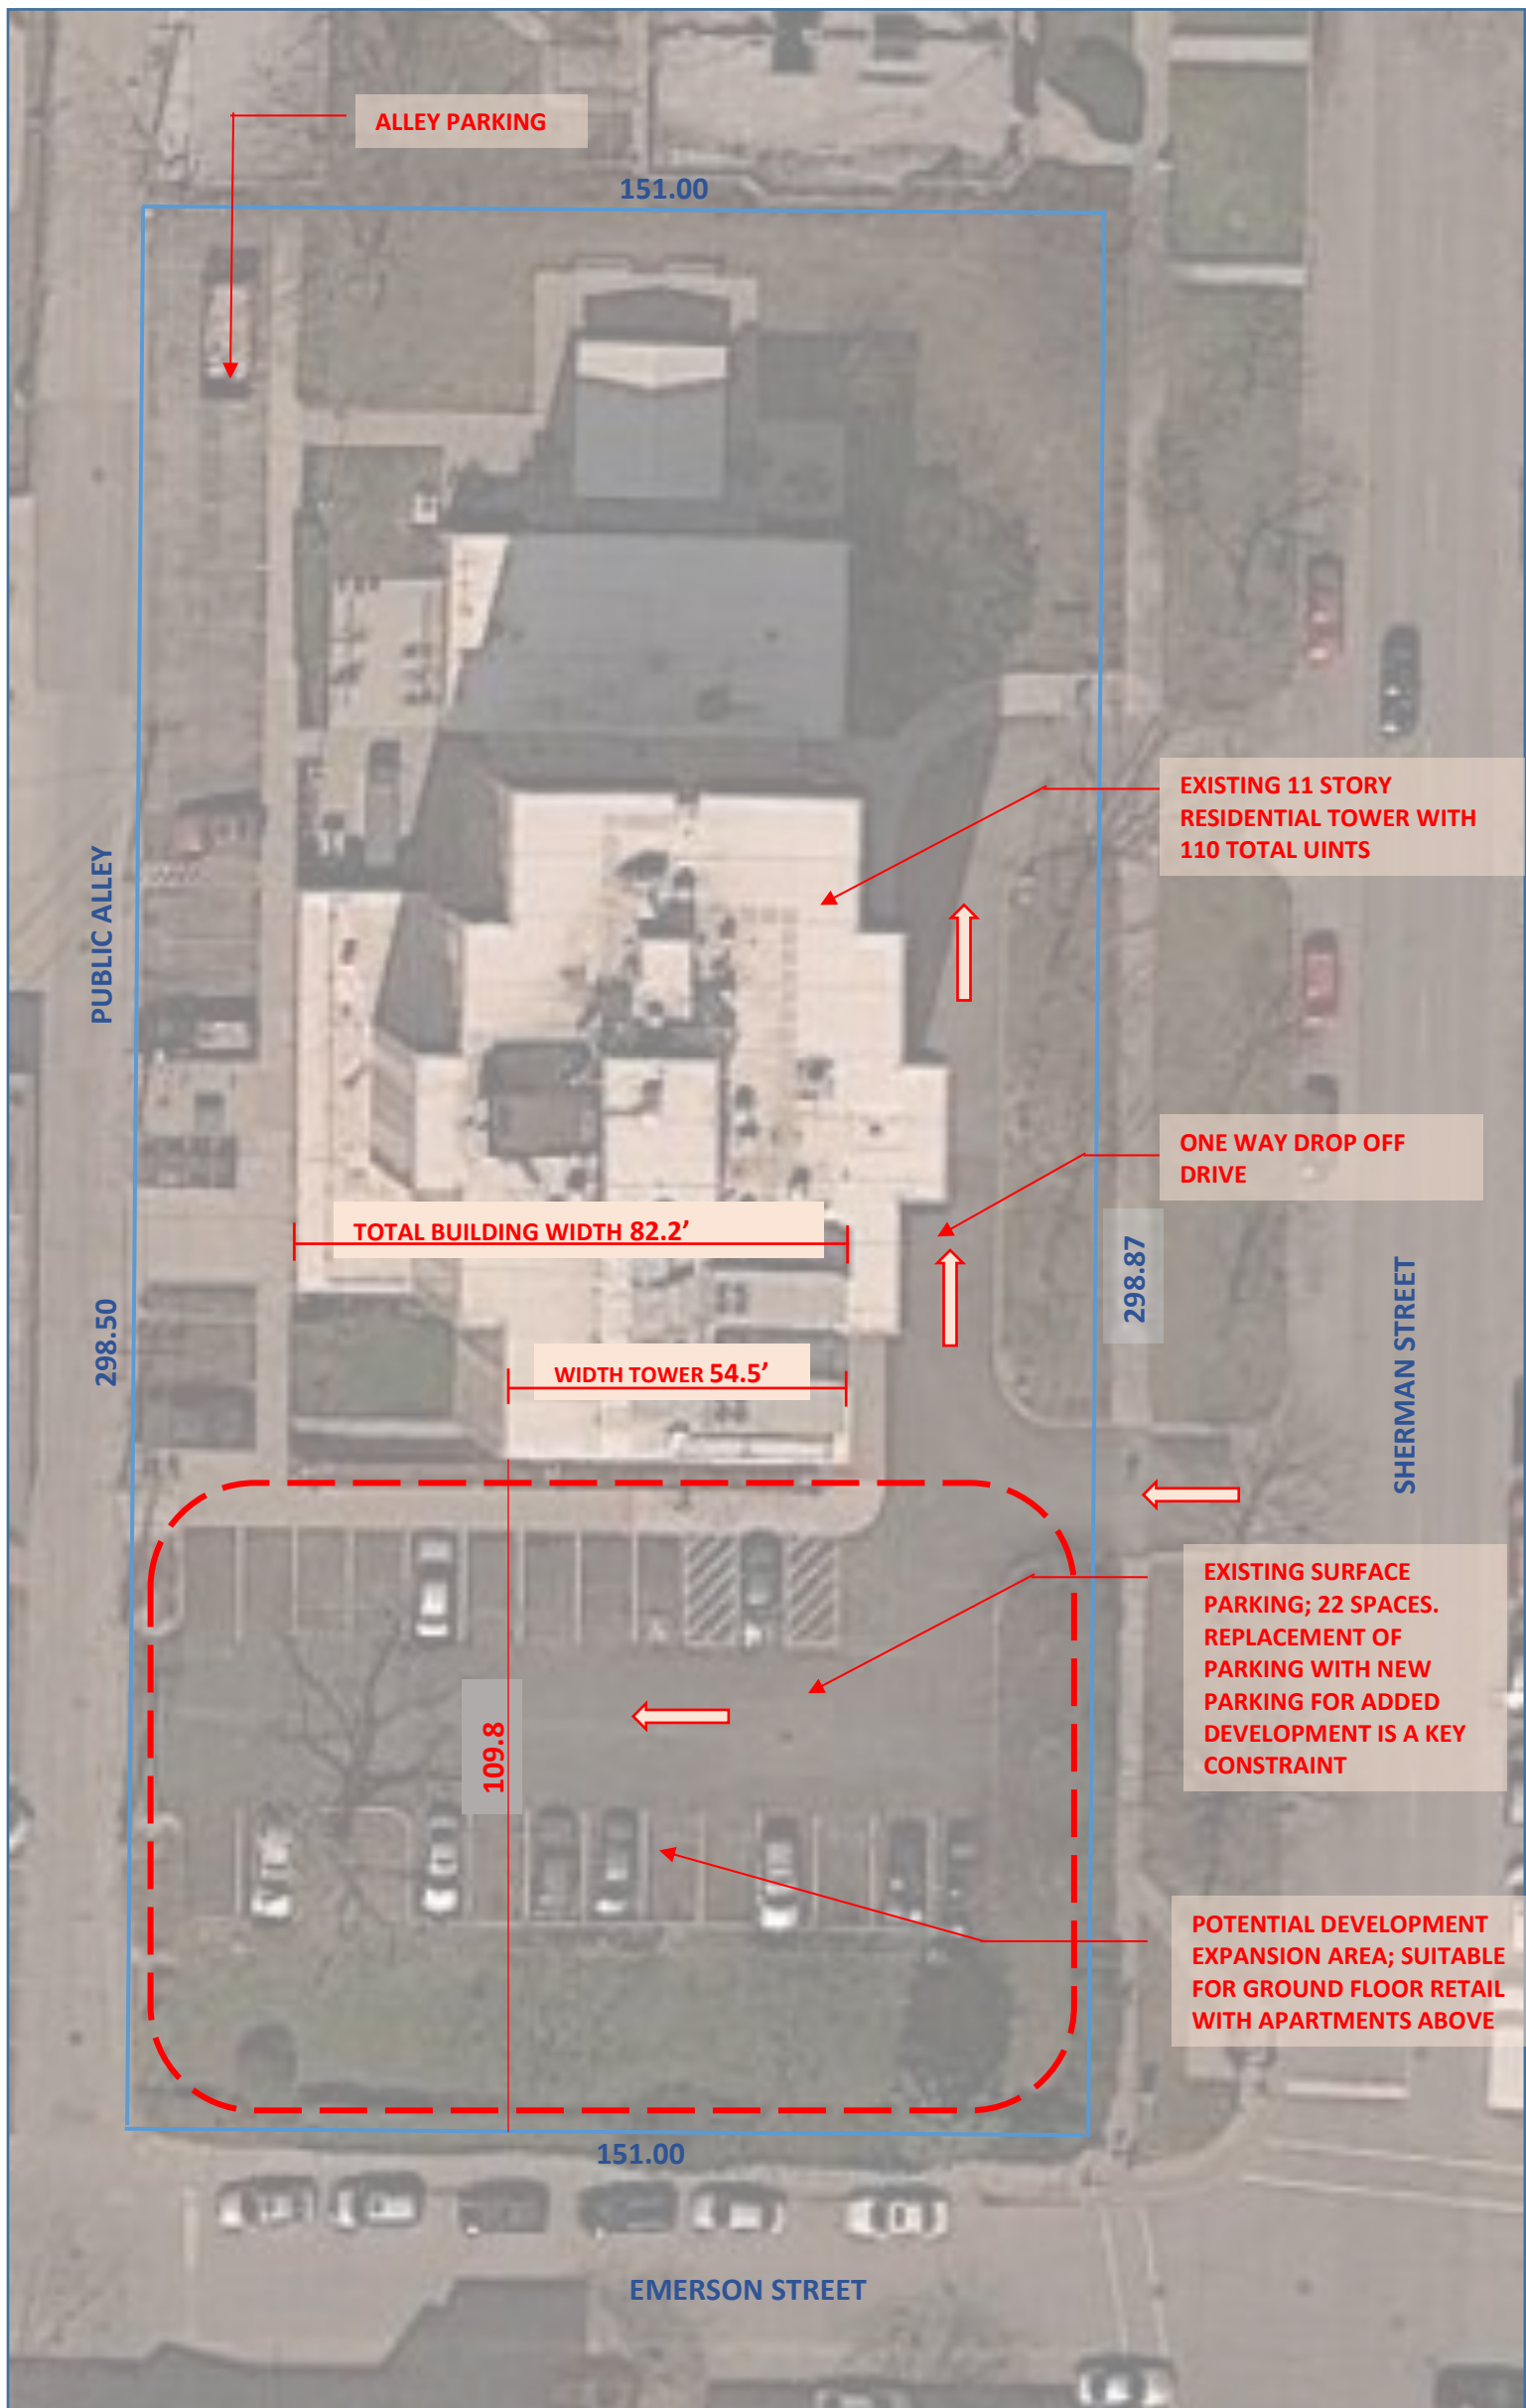 ALLEY PARKING
151.00
EXISTING 11 STORY
RESIDENTIAL TOWER WITH
110 TOTAL UINTS
PUBLIC ALLEY
ONE WAY DROP OFF
DRIVE
TOTAL BUILDING WIDTH 82.2’
298.87
298.50
SHERMAN STREET
WIDTH TOWER 54.5’
EXISTING SURFACE
PARKING; 22 SPACES.
REPLACEMENT OF
PARKING WITH NEW
PARKING FOR ADDED
DEVELOPMENT IS A KEY
CONSTRAINT
109.8
POTENTIAL DEVELOPMENT
EXPANSION AREA; SUITABLE
FOR GROUND FLOOR RETAIL
WITH APARTMENTS ABOVE
151.00
EMERSON STREET